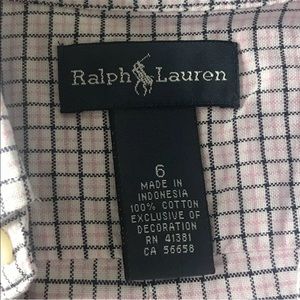 Ralph Lauren
6
MADE IN
INDONESIA
100% COTTON
EXCLUSIVE OF
DECORATION
RN 41381
CA 56658